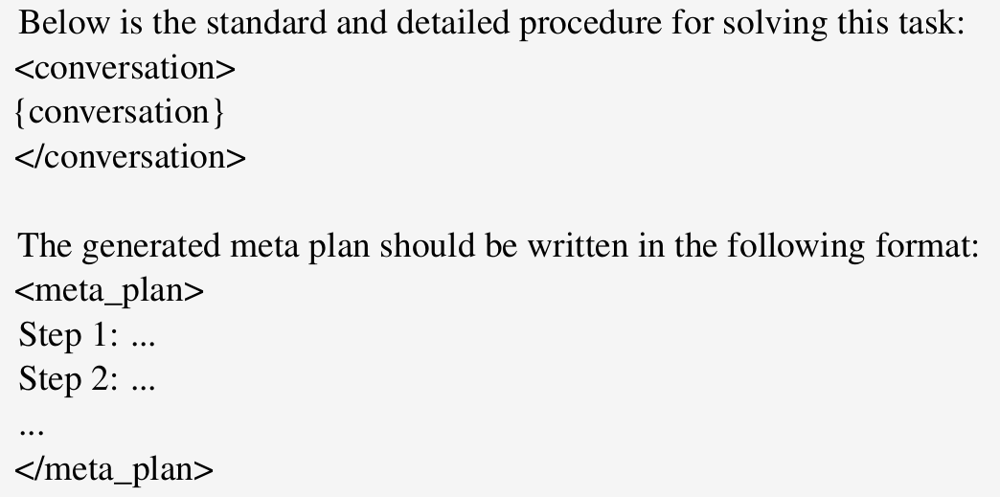 Below is the standard and detailed procedure for solving this task:
<conversation>
{conversation}
</conversation>
The generated meta plan should be written in the following format:
<meta_plan>
Step 1: ...
Step 2: ...
...
</meta_plan>